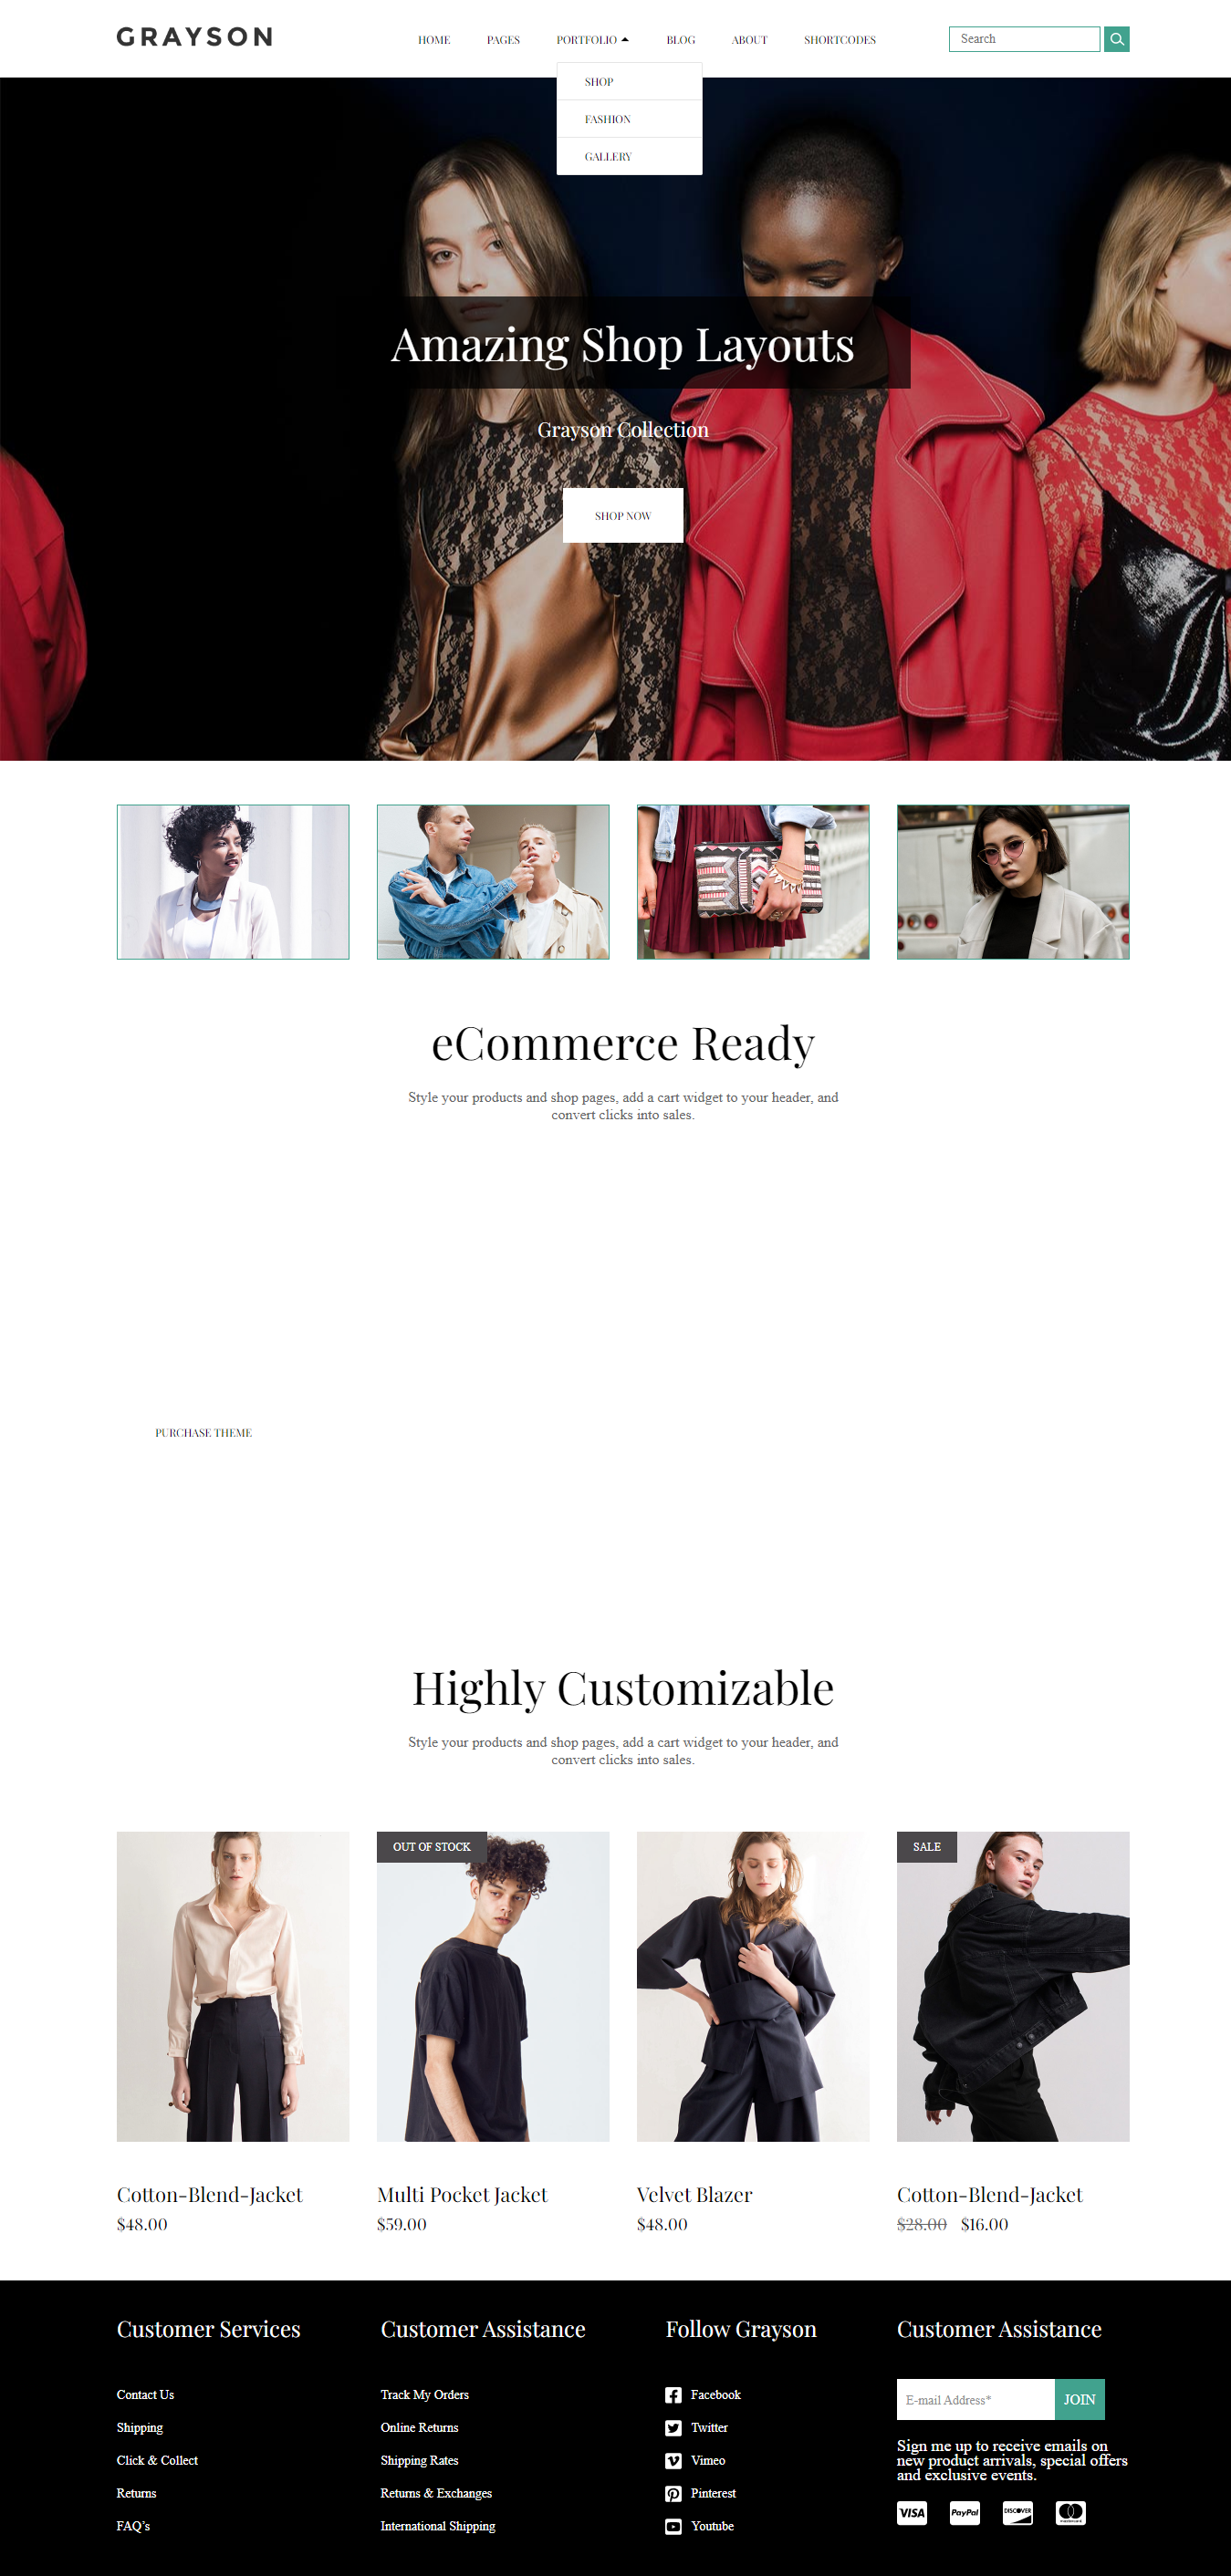 GRAYSON
HOME
PAGES
PORTFOLIO
BLOG
ABOUT
SHORTCODES
Search
SHOP
FASHION
GALLERY
Amazing Shop Layouts
Grayson Collection
SHOP NOW
eCommerce Ready
Style your products and shop pages, add a cart widget to your header, and
convert clicks into sales.
PURCHASE THEME
Highly Customizable
Style your products and shop pages, add a cart widget to your header, and
convert clicks into sales.
OUT OF STOCK
SALE
Cotton-Blend-Jacket
$48.00
Multi Pocket Jacket
$59.00
Velvet Blazer
$48.00
Cotton-Blend-Jacket
$28.00 $16.00
Customer Services
Contact Us
Shipping
Click & Collect
Returns
FAQ’s
Customer Assistance
Track My Orders
Online Returns
Shipping Rates
Returns & Exchanges
International Shipping
Follow Grayson
Facebook
Twitter
Vimeo
Pinterest
Youtube
Customer Assistance
E-mail Address*
JOIN
Sign me up to receive emails on
new product arrivals, special offers
and exclusive events.
VISA
PayPal
DISCOVER